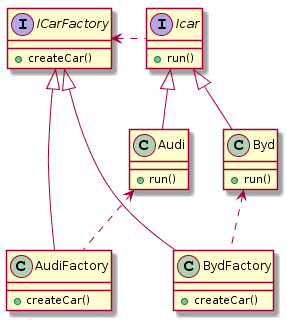 I ICarFactory
createCar()
I Icar
run()
C Audi
run()
C Byd
run()
C AudiFactory
createCar()
C BydFactory
createCar()